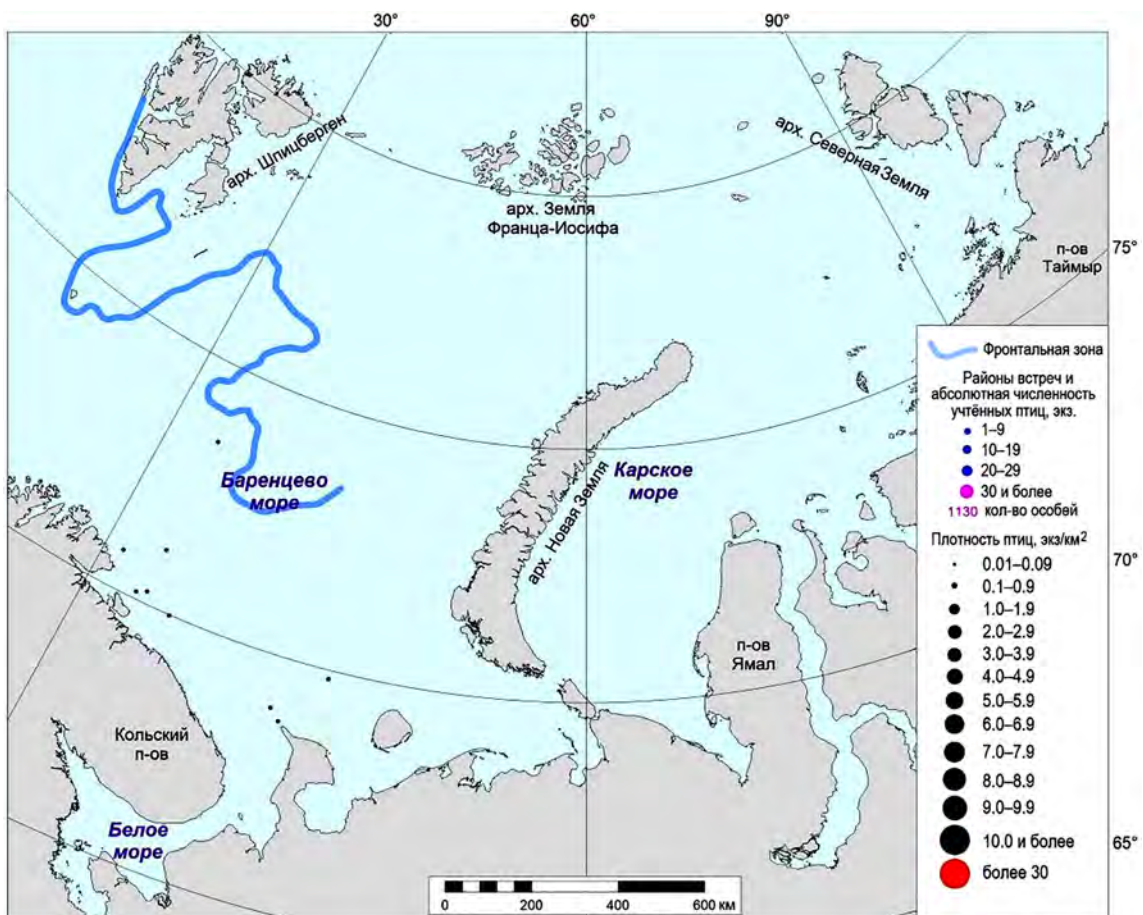 30°
60°
90°
арх. Шпицберген
арх. Земля
Франца-Иосифа
арх. Северная Земля
п-ов
Таймыр
75°
Баренцево
море
Карское
море
арх. Новая Земля
70°
п-ов
Ямал
Кольский
п-ов
Белое
море
65°
Фронтальная зона
Районы встреч и
абсолютная численность
учтённых птиц, экз.
1–9
10–19
20–29
30 и более
1130 кол-во особей
Плотность птиц, экз/км²
0.01–0.09
0.1–0.9
1.0–1.9
2.0–2.9
3.0–3.9
4.0–4.9
5.0–5.9
6.0–6.9
7.0–7.9
8.0–8.9
9.0–9.9
10.0 и более
более 30
0 200 400 600 км